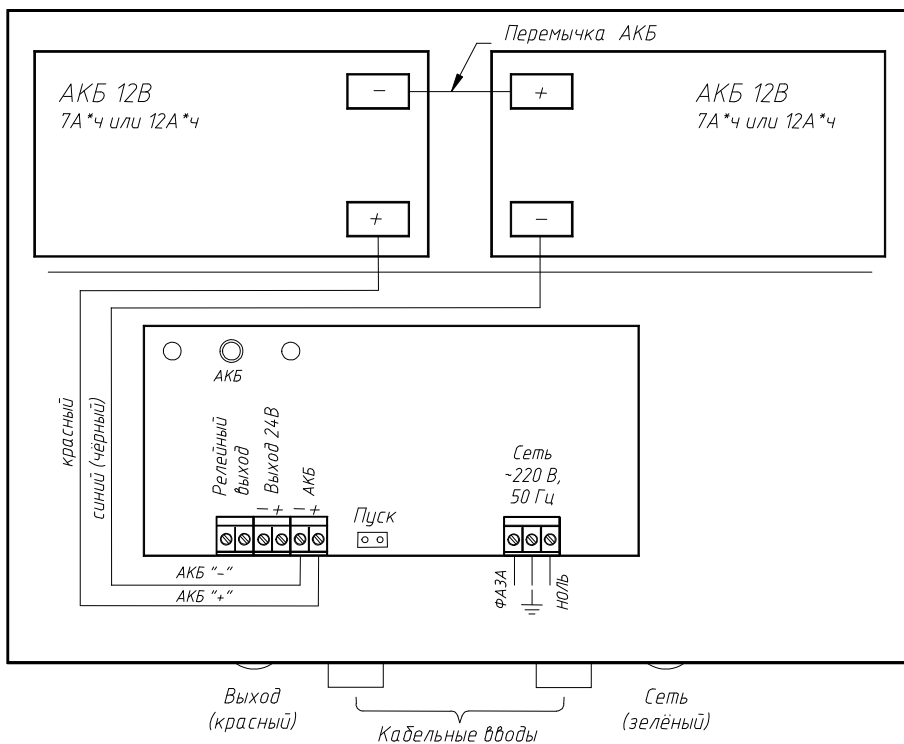 Перемычка АКБ
АКБ 12В
7А*ч или 12А*ч
-
+
+
-
АКБ 12В
7А*ч или 12А*ч
красный
синий (чёрный)
АКБ
Релейный
выход
Выход 24В
АКБ
- + - +
Пуск
Сеть
~220 В,
50 Гц
АКБ "-"
АКБ "+"
ФАЗА
НОЛЬ
Выход
(красный)
Кабельные вводы
Сеть
(зелёный)